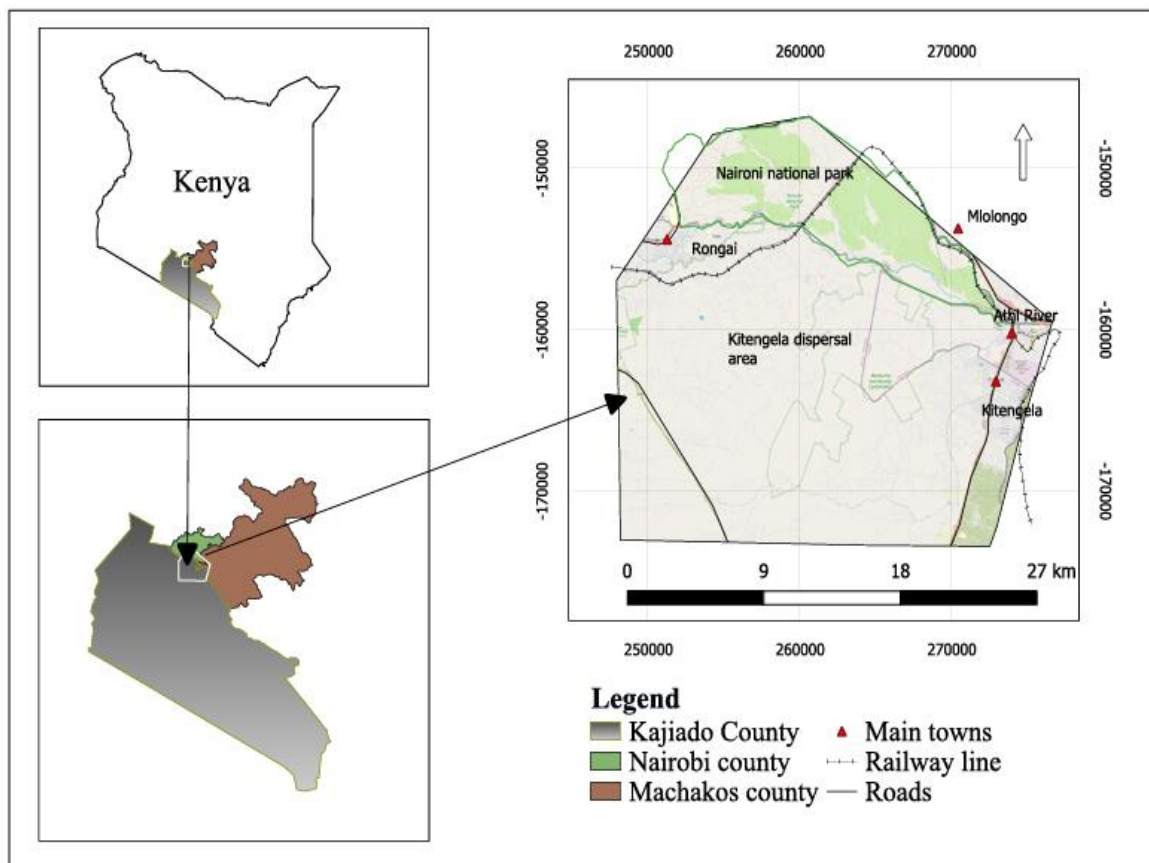 Kenya
250000
260000
270000
-150000
-160000
-170000
Naironi national park
Mlolongo
Rongai
Athi River
Kitengela dispersal
area
Kitengela
0
9
18
27 km
-150000
-160000
-170000
250000
260000
270000
Legend
Kajiado County
Nairobi county
Machakos county
Main towns
Railway line
Roads